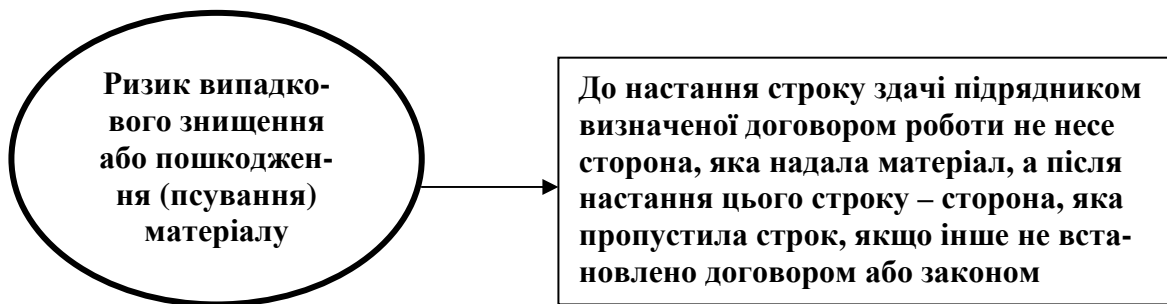 Ризик випадко-
вого знищення
або пошкоджен-
ня (псування)
матеріалу
До настання строку здачі підрядником
визначеної договором роботи не несе
сторона, яка надала матеріал, а після
настання цього строку – сторона, яка
пропустила строк, якщо інше не вста-
новлено договором або законом